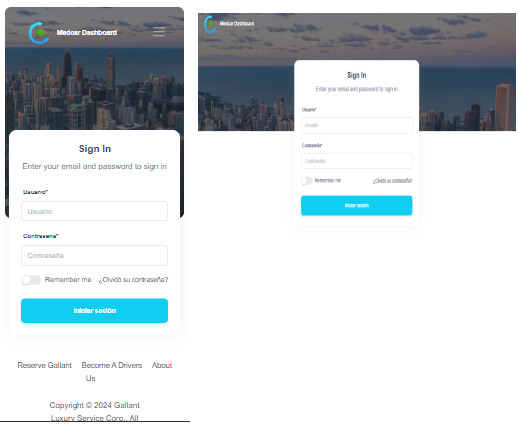 Medcar Dashboard
Sign In
Enter your email and password to sign in
Usuario*
Usuario
Contraseña*
Contraseña
Remember me
¿Olvidó su contraseña?
Iniciar sesión
Reserve Gallant
Become A Drivers
About
Us
Copyright © 2024 Gallant
Luxury Service Corp., All
Medcar Dashboard
Sign In
Enter your email and password to sign in
Usuario*
Usuario
Contraseña*
Contraseña
Remember me
¿Olvidó su contraseña?
Iniciar sesión